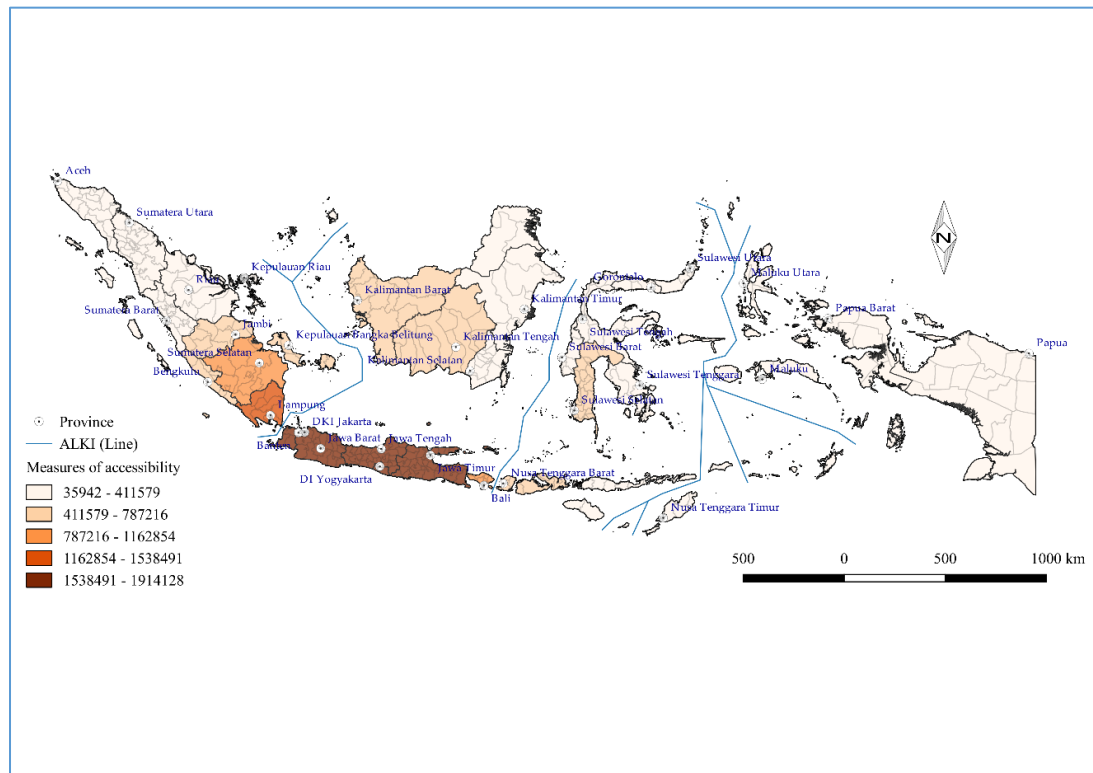 Aceh
Sumatera Utara
Kepulauan Riau
Riau
Sumatera Barat
Jambi
Kepulauan Bangka Belitung
Sumatera Selatan
Bengkulu
Lampung
Kalimantan Barat
Kalimantan Timur
Kalimantan Tengah
Kalimantan Selatan
Gorontalo
Sulawesi Utara
Sulawesi Tengah
Sulawesi Barat
Sulawesi Tenggara
Sulawesi Selatan
Maluku Utara
Maluku
Papua Barat
Papua
N
DKI Jakarta
Banten
Jawa Barat
Jawa Tengah
DI Yogyakarta
Jawa Timur
Bali
Nusa Tenggara Barat
Nusa Tenggara Timur
Province
ALKI (Line)
Measures of accessibility
35942 - 411579
411579 - 787216
787216 - 1162854
1162854 - 1538491
1538491 - 1914128
500 0 500 1000 km